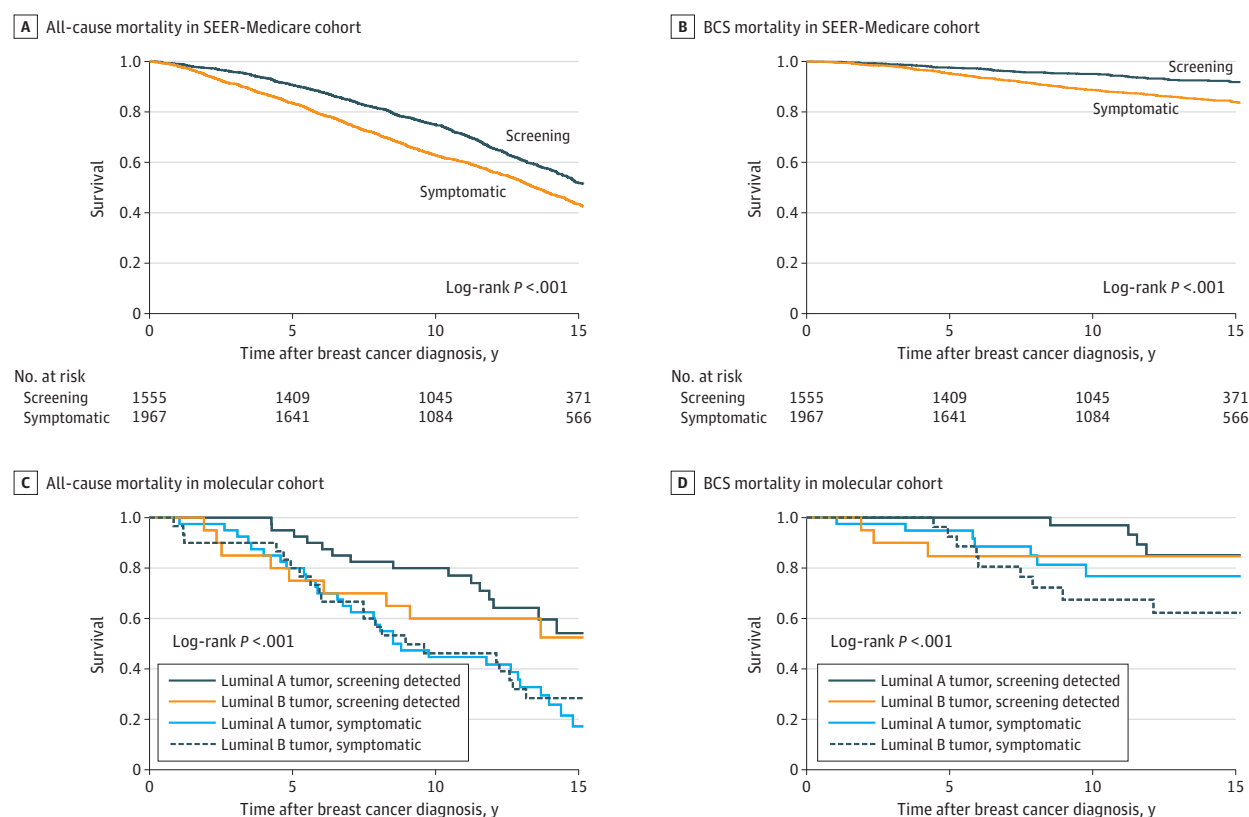 A All-cause mortality in SEER-Medicare cohort
1.0
0.8
0.6
0.4
0.2
0
Survival
Screening
Symptomatic
Log-rank P <.001
0 5 10 15
Time after breast cancer diagnosis, y
No. at risk
Screening 1555 1409 1045 371
Symptomatic 1967 1641 1084 566
B BCS mortality in SEER-Medicare cohort
1.0
0.8
0.6
0.4
0.2
0
Survival
Screening
Symptomatic
Log-rank P <.001
0 5 10 15
Time after breast cancer diagnosis, y
No. at risk
Screening 1555 1409 1045 371
Symptomatic 1967 1641 1084 566
C All-cause mortality in molecular cohort
1.0
0.8
0.6
0.4
0.2
0
Survival
Log-rank P <.001
Luminal A tumor, screening detected
Luminal B tumor, screening detected
Luminal A tumor, symptomatic
Luminal B tumor, symptomatic
0 5 10 15
Time after breast cancer diagnosis, y
D BCS mortality in molecular cohort
1.0
0.8
0.6
0.4
0.2
0
Survival
Log-rank P <.001
Luminal A tumor, screening detected
Luminal B tumor, screening detected
Luminal A tumor, symptomatic
Luminal B tumor, symptomatic
0 5 10 15
Time after breast cancer diagnosis, y